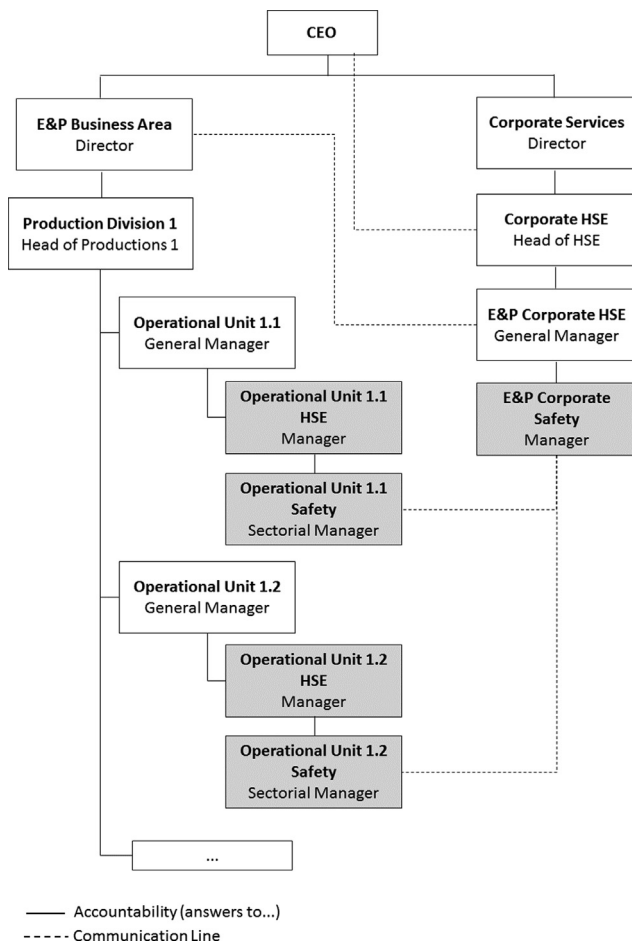 CEO
E&P Business Area
Director
Corporate Services
Director
Production Division 1
Head of Productions 1
Corporate HSE
Head of HSE
Operational Unit 1.1
General Manager
E&P Corporate HSE
General Manager
Operational Unit 1.1
HSE
Manager
E&P Corporate
Safety
Manager
Operational Unit 1.1
Safety
Sectorial Manager
Operational Unit 1.2
General Manager
Operational Unit 1.2
HSE
Manager
Operational Unit 1.2
Safety
Sectorial Manager
...
Accountability (answers to...)
Communication Line